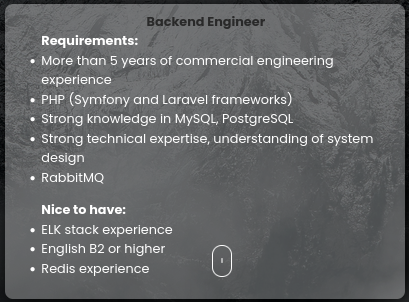 Backend Engineer
Requirements:
• More than 5 years of commercial engineering
experience
• PHP (Symfony and Laravel frameworks)
• Strong knowledge in MySQL, PostgreSQL
• Strong technical expertise, understanding of system
design
• RabbitMQ
Nice to have:
• ELK stack experience
• English B2 or higher
• Redis experience